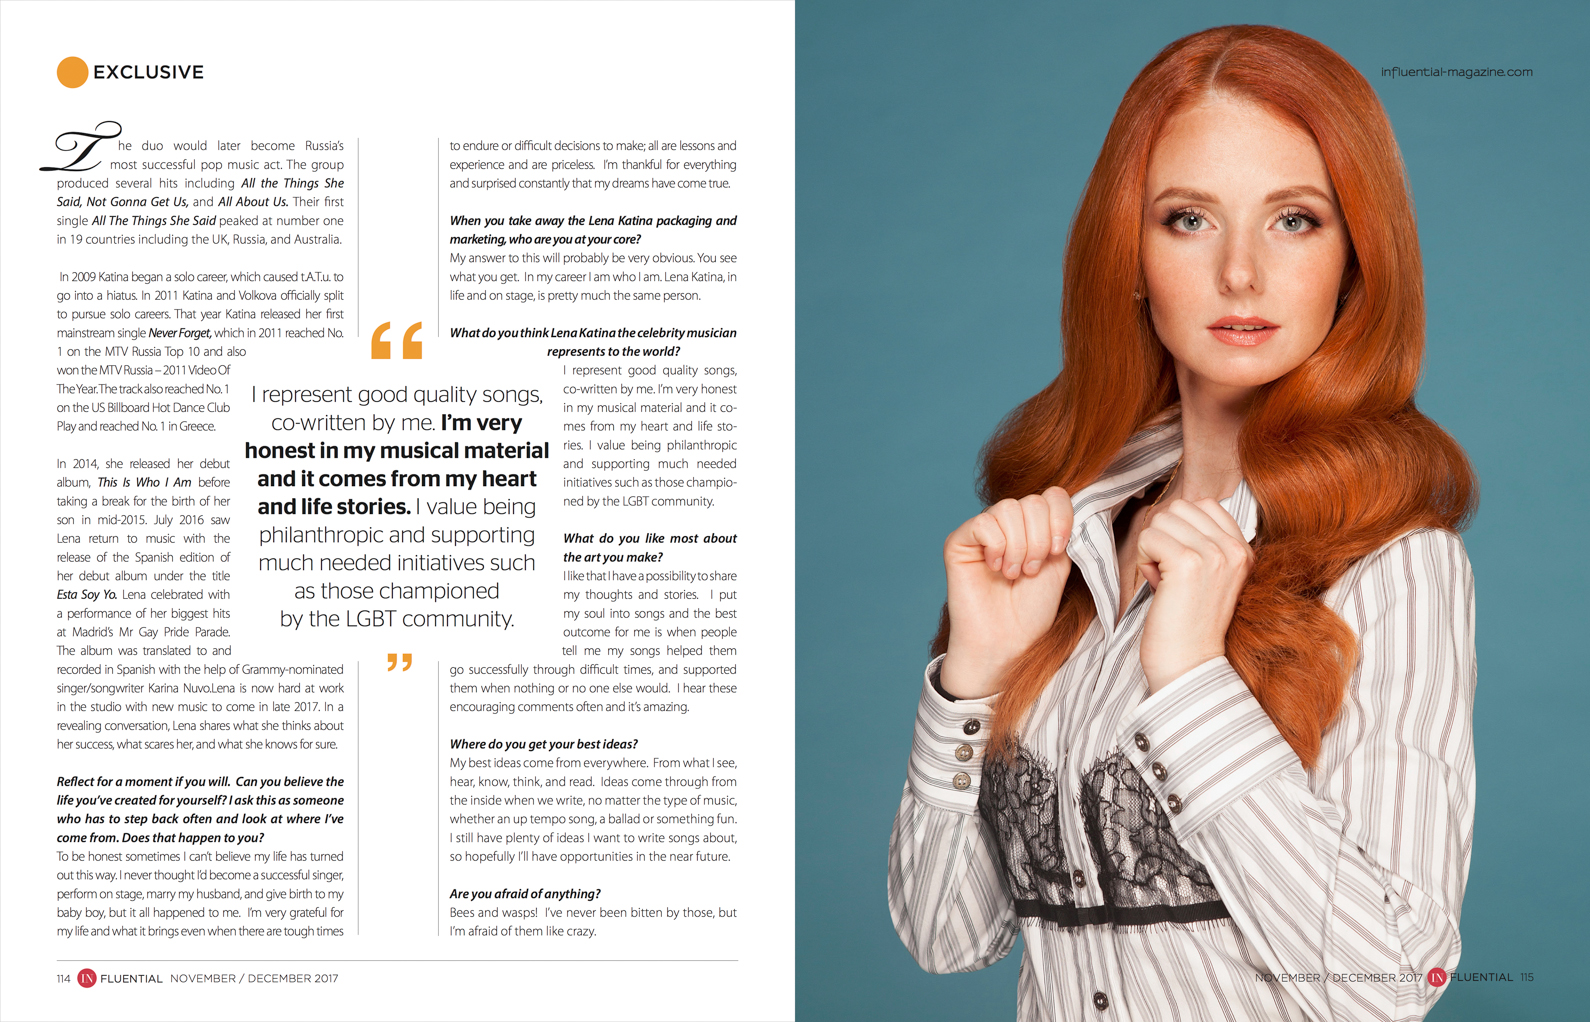 EXCLUSIVE
The duo would later become Russia's
most successful pop music act. The group
produced several hits including All the Things She
Said, Not Gonna Get Us, and All About Us. Their first
single All The Things She Said peaked at number one
in 19 countries including the UK, Russia, and Australia.
In 2009 Katina began a solo career, which caused t.A.T.u. to
go into a hiatus. In 2011 Katina and Volkova officially split
to pursue solo careers. That year Katina released her first
mainstream single Never Forget, which in 2011 reached No.
1 on the MTV Russia Top 10 and also
won the MTV Russia – 2011 Video Of
The Year. The track also reached No. 1
on the US Billboard Hot Dance Club
Play and reached No. 1 in Greece.
In 2014, she released her debut
album, This Is Who I Am before
taking a break for the birth of her
son in mid-2015. July 2016 saw
Lena return to music with the
release of the Spanish edition of
her debut album under the title
Esta Soy Yo. Lena celebrated with
a performance of her biggest hits
at Madrid's Mr Gay Pride Parade.
The album was translated to and
recorded in Spanish with the help of Grammy-nominated
singer/songwriter Karina Nuvo.Lena is now hard at work
in the studio with new music to come in late 2017. In a
revealing conversation, Lena shares what she thinks about
her success, what scares her, and what she knows for sure.
Reflect for a moment if you will. Can you believe the
life you've created for yourself? I ask this as someone
who has to step back often and look at where I've
come from. Does that happen to you?
To be honest sometimes I can't believe my life has turned
out this way. I never thought I'd become a successful singer,
perform on stage, marry my husband, and give birth to my
baby boy, but it all happened to me. I'm very grateful for
my life and what it brings even when there are tough times
“
I represent good quality songs,
co-written by me. I'm very
honest in my musical material
and it comes from my heart
and life stories. I value being
philanthropic and supporting
much needed initiatives such
as those championed
by the LGBT community.
”
to endure or difficult decisions to make; all are lessons and
experience and are priceless. I'm thankful for everything
and surprised constantly that my dreams have come true.
When you take away the Lena Katina packaging and
marketing, who are you at your core?
My answer to this will probably be very obvious. You see
what you get. In my career I am who I am. Lena Katina, in
life and on stage, is pretty much the same person.
What do you think Lena Katina the celebrity musician
represents to the world?
I represent good quality songs,
co-written by me. I'm very honest
in my musical material and it co-
mes from my heart and life sto-
ries. I value being philanthropic
and supporting much needed
initiatives such as those champio-
ned by the LGBT community.
What do you like most about
the art you make?
I like that I have a possibility to share
my thoughts and stories. I put
my soul into songs and the best
outcome for me is when people
tell me my songs helped them
go successfully through difficult times, and supported
them when nothing or no one else would. I hear these
encouraging comments often and it's amazing.
Where do you get your best ideas?
My best ideas come from everywhere. From what I see,
hear, know, think, and read. Ideas come through from
the inside when we write, no matter the type of music,
whether an up tempo song, a ballad or something fun.
I still have plenty of ideas I want to write songs about,
so hopefully I'll have opportunities in the near future.
Are you afraid of anything?
Bees and wasps! I've never been bitten by those, but
I'm afraid of them like crazy.
114 INFLUENTIAL NOVEMBER / DECEMBER 2017
influential-magazine.com
NOVEMBER / DECEMBER 2017 INFLUENTIAL 115